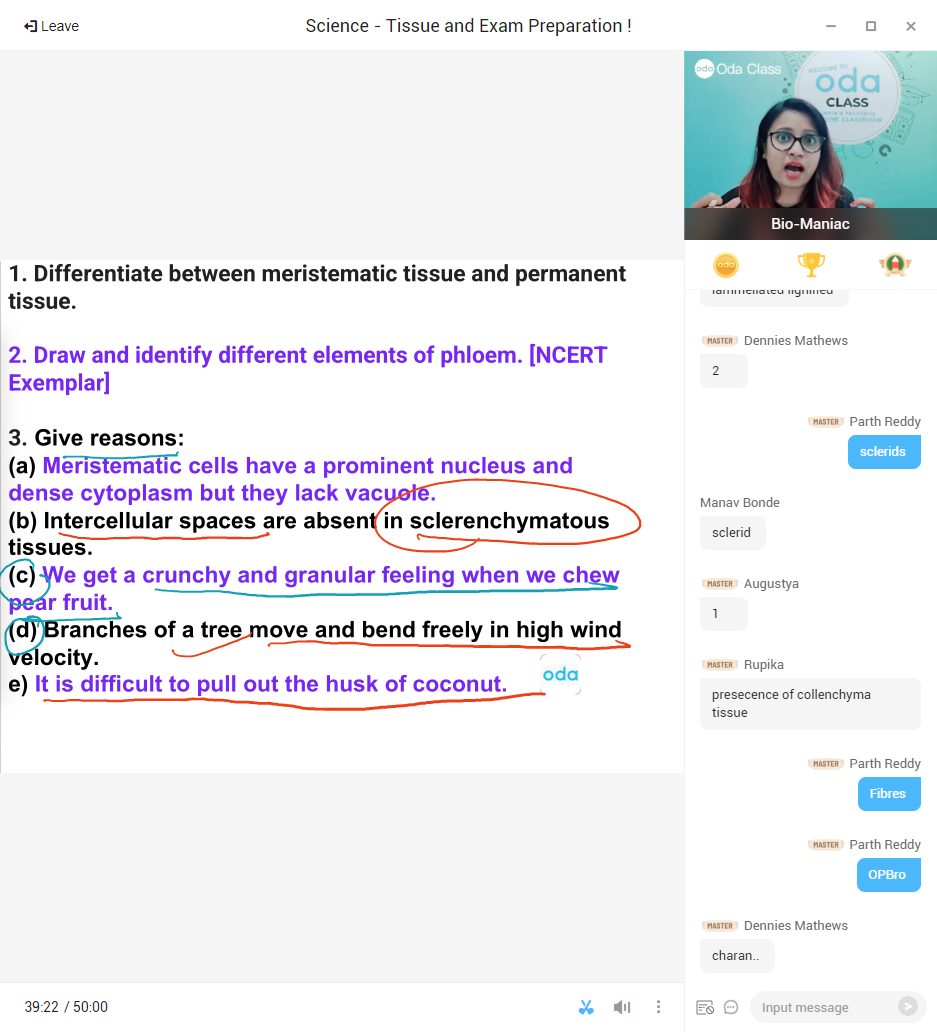 Leave
Science - Tissue and Exam Preparation !
oda Oda Class
WELCOME TO
oda
CLASS
Bio-Maniac
oda
1. Differentiate between meristematic tissue and permanent
tissue.
2. Draw and identify different elements of phloem. [NCERT
Exemplar]
3. Give reasons:
(a) Meristematic cells have a prominent nucleus and
dense cytoplasm but they lack vacuole.
(b) Intercellular spaces are absent in sclerenchymatous
tissues.
(c) We get a crunchy and granular feeling when we chew
pear fruit.
(d) Branches of a tree move and bend freely in high wind
velocity.
e) It is difficult to pull out the husk of coconut.
oda
lammellated lignified
MASTER Dennies Mathews
2
MASTER Parth Reddy
sclerids
Manav Bonde
sclerid
MASTER Augustya
1
MASTER Rupika
presecence of collenchyma
tissue
MASTER Parth Reddy
Fibres
MASTER Parth Reddy
OPBro
MASTER Dennies Mathews
charan..
39:22 / 50:00
Input message